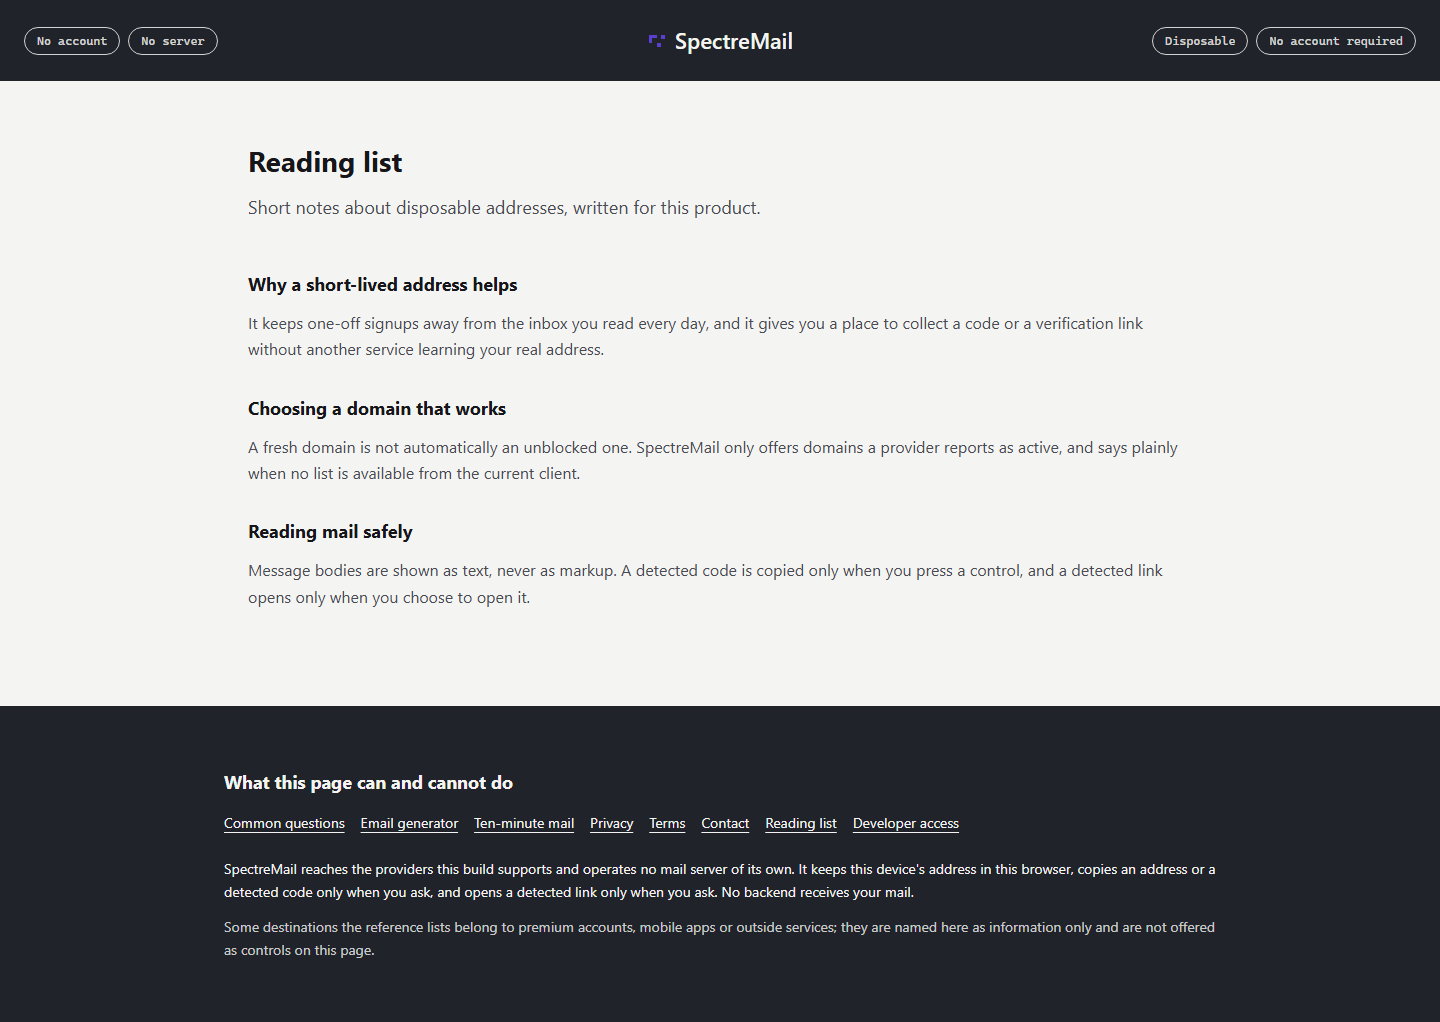 No account
No server
SpectreMail
Disposable
No account required
Reading list
Short notes about disposable addresses, written for this product.
Why a short-lived address helps
It keeps one-off signups away from the inbox you read every day, and it gives you a place to collect a code or a verification link
without another service learning your real address.
Choosing a domain that works
A fresh domain is not automatically an unblocked one. SpectreMail only offers domains a provider reports as active, and says plainly
when no list is available from the current client.
Reading mail safely
Message bodies are shown as text, never as markup. A detected code is copied only when you press a control, and a detected link
opens only when you choose to open it.
What this page can and cannot do
Common questions Email generator Ten-minute mail Privacy Terms Contact Reading list Developer access
SpectreMail reaches the providers this build supports and operates no mail server of its own. It keeps this device's address in this browser, copies an address or a
detected code only when you ask, and opens a detected link only when you ask. No backend receives your mail.
Some destinations the reference lists belong to premium accounts, mobile apps or outside services; they are named here as information only and are not offered
as controls on this page.